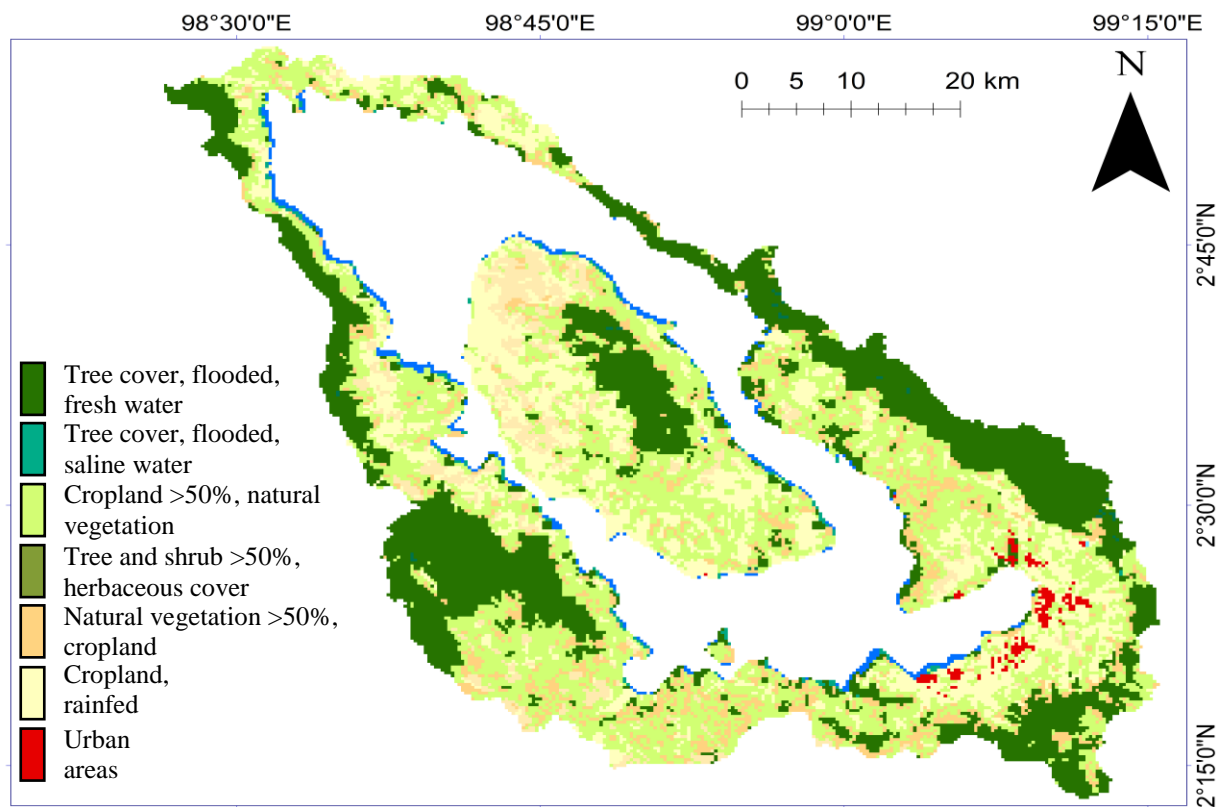 98°30'0"E 98°45'0"E 99°0'0"E 99°15'0"E
0 5 10 20 km
N
2°45'0"N
2°30'0"N
2°15'0"N
Tree cover, flooded,
fresh water
Tree cover, flooded,
saline water
Cropland >50%, natural
vegetation
Tree and shrub >50%,
herbaceous cover
Natural vegetation >50%,
cropland
Cropland,
rainfed
Urban
areas